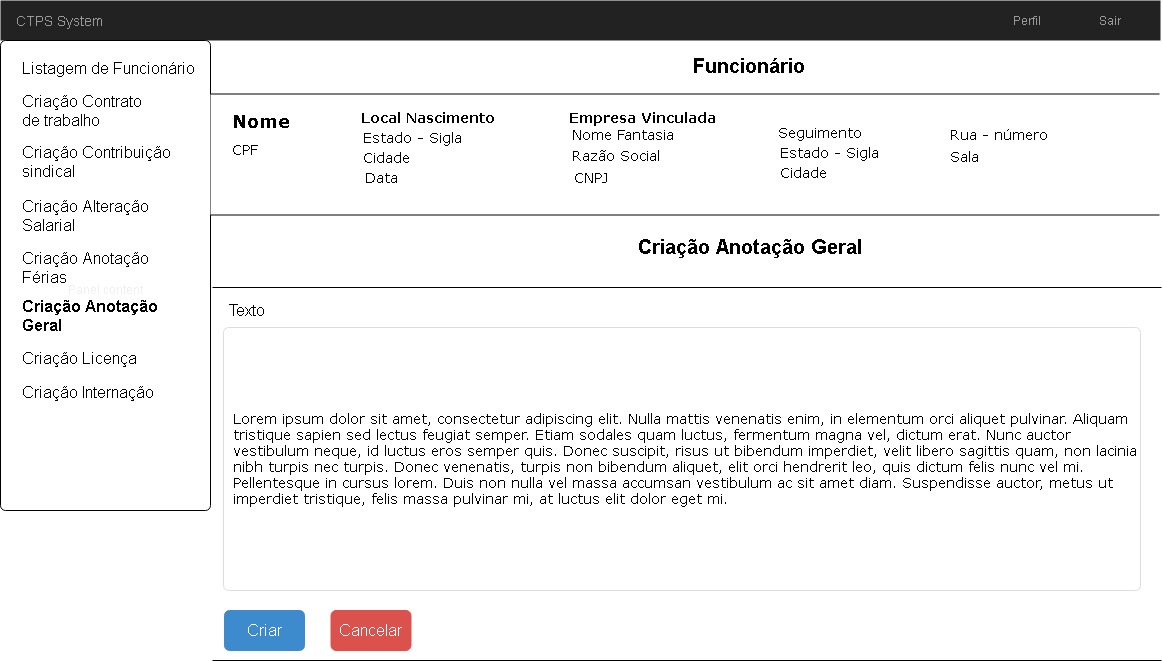 CTPS System
Perfil
Sair
Listagem de Funcionário
Criação Contrato
de trabalho
Criação Contribuição
sindical
Criação Alteração
Salarial
Criação Anotação
Férias
Panel content
Criação Anotação
Geral
Criação Licença
Criação Internação
Funcionário
Nome
CPF
Local Nascimento
Estado - Sigla
Cidade
Data
Empresa Vinculada
Nome Fantasia
Razão Social
CNPJ
Seguimento
Estado - Sigla
Cidade
Rua - número
Sala
Criação Anotação Geral
Texto
Lorem ipsum dolor sit amet, consectetur adipiscing elit. Nulla mattis venenatis enim, in elementum orci aliquet pulvinar. Aliquam
tristique sapien sed lectus feugiat semper. Etiam sodales quam luctus, fermentum magna vel, dictum erat. Nunc auctor
vestibulum neque, id luctus eros semper quis. Donec suscipit, risus ut bibendum imperdiet, velit libero sagittis quam, non lacinia
nibh turpis nec turpis. Donec venenatis, turpis non bibendum aliquet, elit orci hendrerit leo, quis dictum felis nunc vel mi.
Pellentesque in cursus lorem. Duis non nulla vel massa accumsan vestibulum ac sit amet diam. Suspendisse auctor, metus ut
imperdiet tristique, felis massa pulvinar mi, at luctus elit dolor eget mi.
Criar
Cancelar